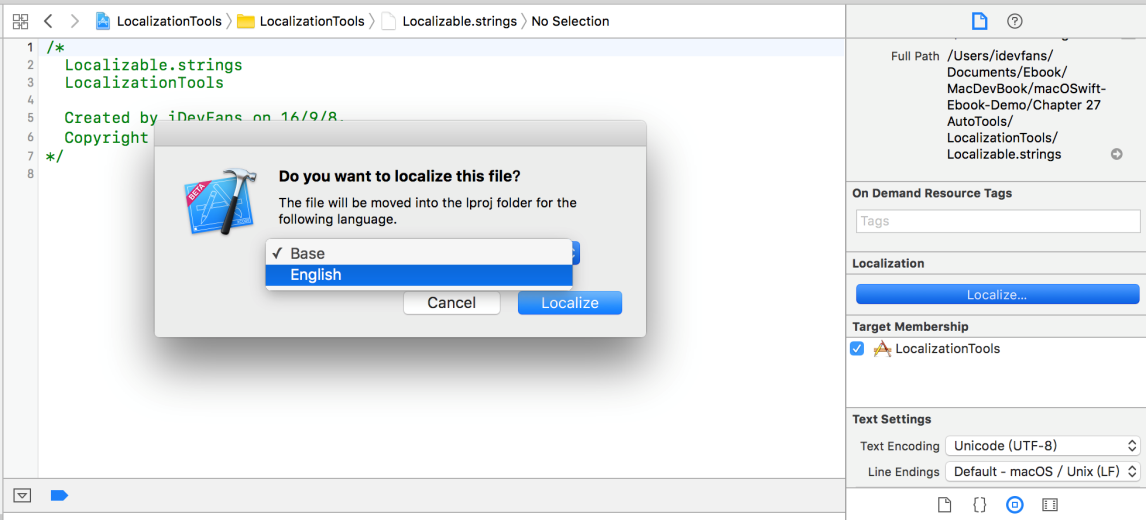 LocalizationTools
LocalizationTools
Localizable.strings
No Selection
1 /*
2 Localizable.strings
3 LocalizationTools
4
5 Created by iDevFans on 16/9/8.
6 Copyright
7 */
8
BETA
Do you want to localize this file?
The file will be moved into the lproj folder for the
following language.
✓ Base
English
Cancel
Localize
Full Path /Users/idevfans/
Documents/Ebook/
MacDevBook/macOSwift-
Ebook-Demo/Chapter 27
AutoTools/
LocalizationTools/
Localizable.strings
On Demand Resource Tags
Tags
Localization
Localize...
Target Membership
LocalizationTools
Text Settings
Text Encoding Unicode (UTF-8)
Line Endings Default - macOS / Unix (LF)